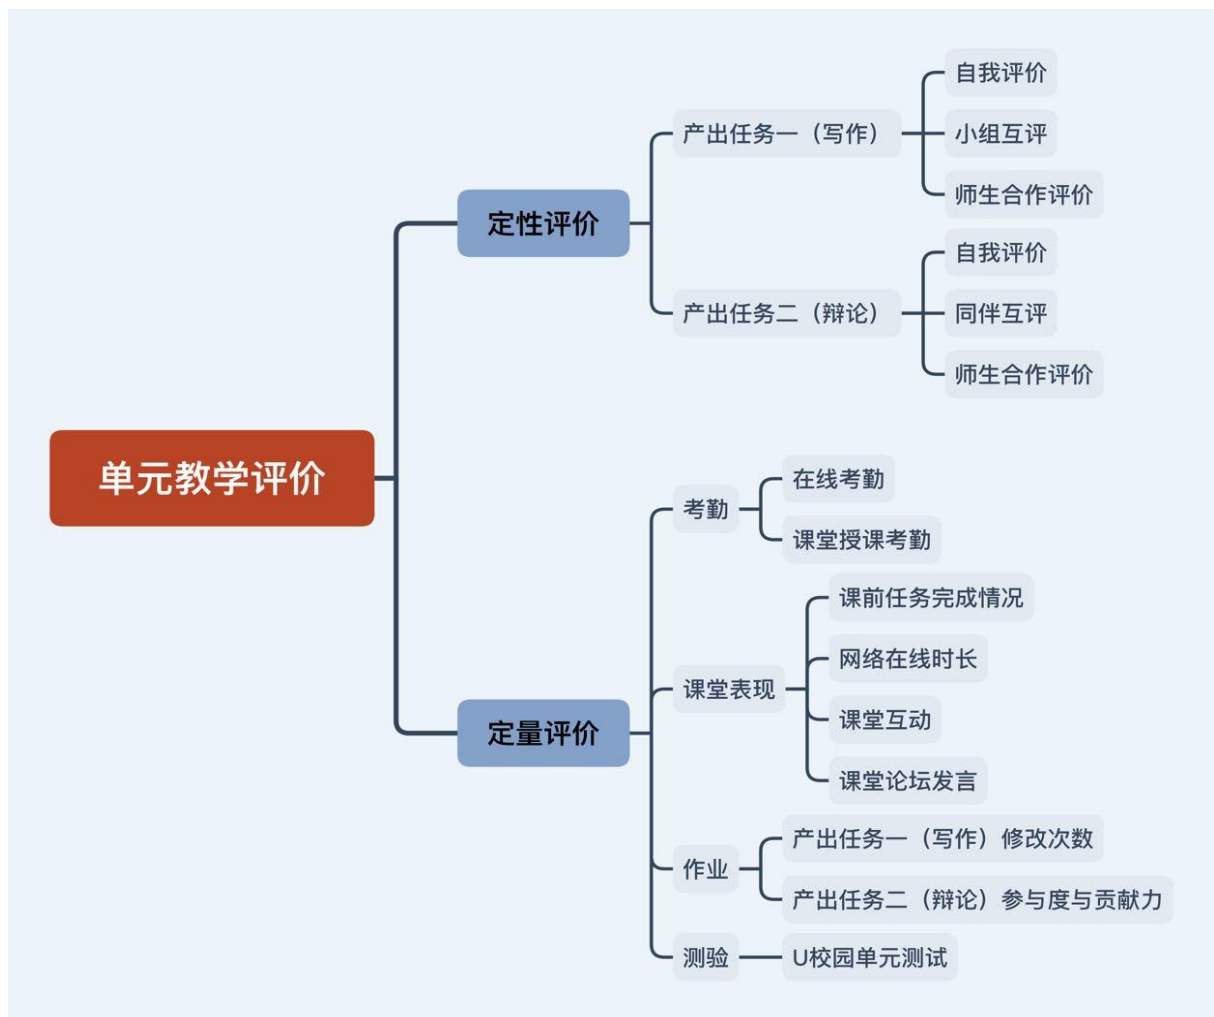 单元教学评价
定性评价
产出任务一（写作）
自我评价
小组互评
师生合作评价
产出任务二（辩论）
自我评价
同伴互评
师生合作评价
定量评价
考勤
在线考勤
课堂授课考勤
课堂表现
课前任务完成情况
网络在线时长
课堂互动
课堂论坛发言
作业
产出任务一（写作）修改次数
产出任务二（辩论）参与度与贡献力
测验
U校园单元测试